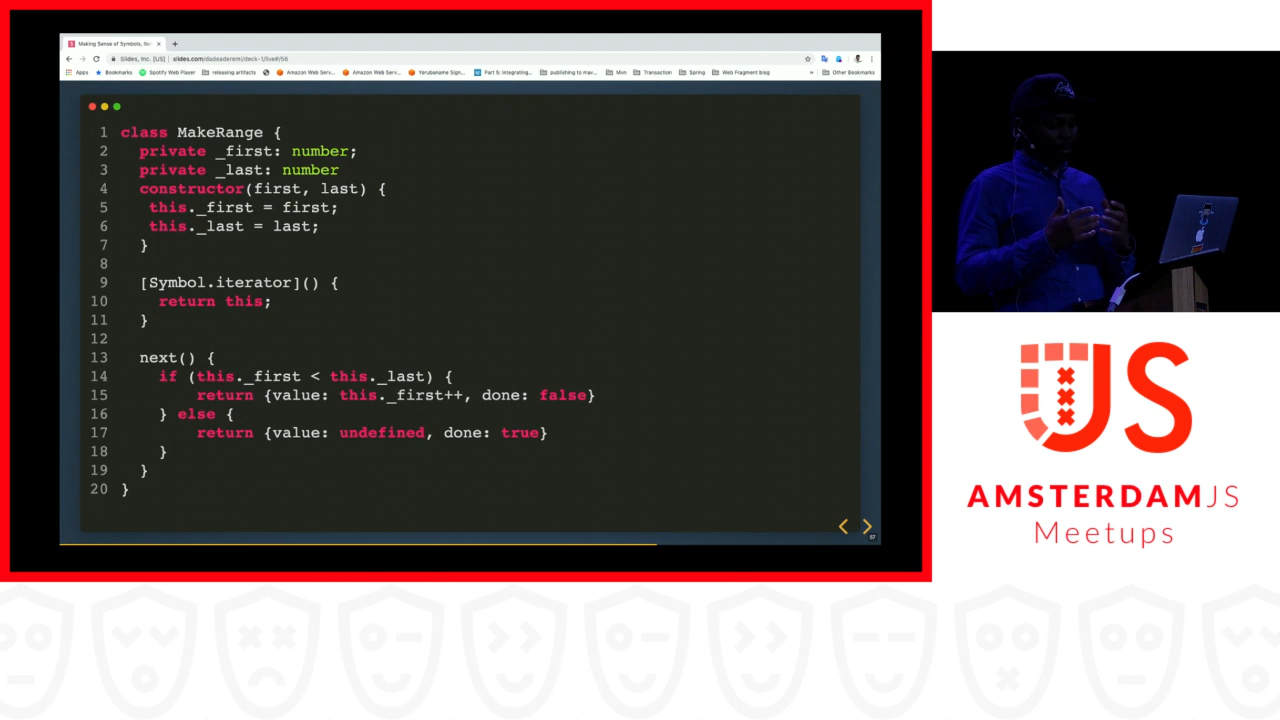 Making Sense of Symbols, Ite
Slides, Inc. [US] | slides.com/dadeaderemi/deck-1/live#/56
Apps Bookmarks Spotify Web Player releasing artifacts Amazon Web Serv... Amazon Web Serv... Yorubaname Sign... Part 5: Integrating... publishing to mav... Mvn Transaction Spring Web Fragment blog » Other Bookmarks
1 class MakeRange {
2 private _first: number;
3 private _last: number
4 constructor(first, last) {
5 this._first = first;
6 this._last = last;
7 }
8
9 [Symbol.iterator]() {
10 return this;
11 }
12
13 next() {
14 if (this._first < this._last) {
15 return {value: this._first++, done: false}
16 } else {
17 return {value: undefined, done: true}
18 }
19 }
20 }
57
JS
AMSTERDAMJS
Meetups